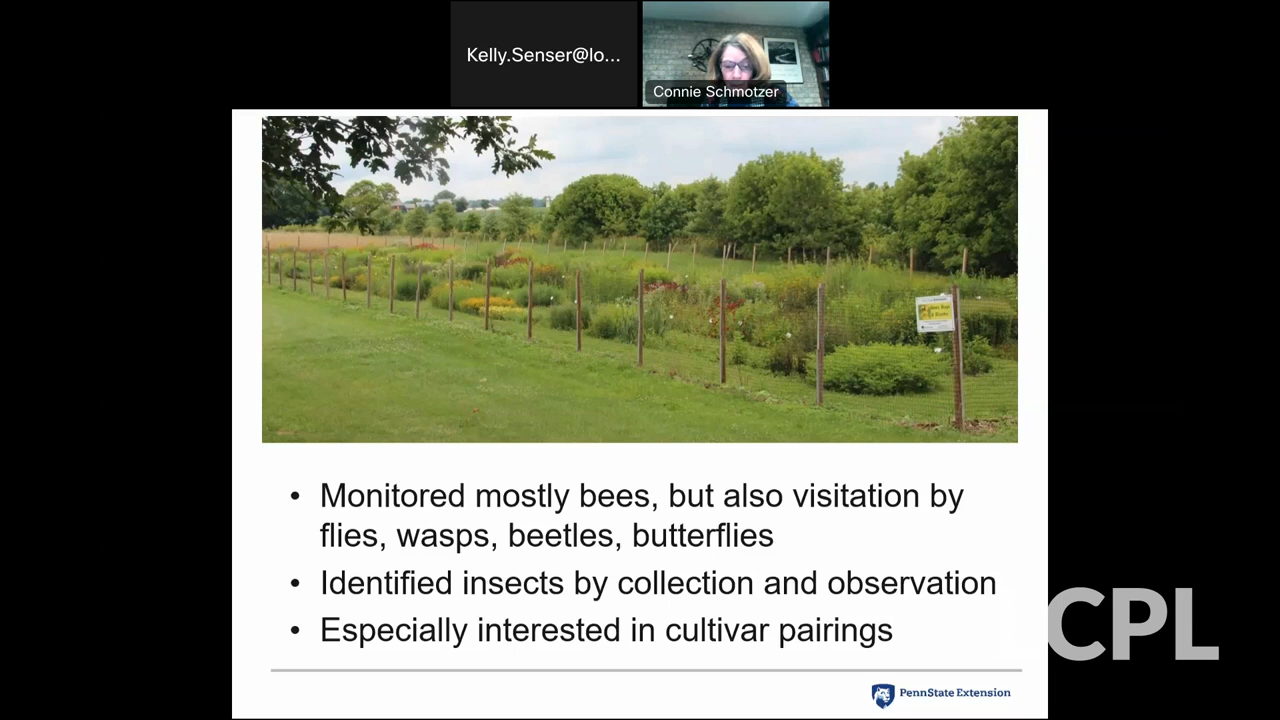 Kelly.Senser@lo...
Connie Schmotzer
• Monitored mostly bees, but also visitation by
flies, wasps, beetles, butterflies
• Identified insects by collection and observation
• Especially interested in cultivar pairings
CPL
PennState Extension